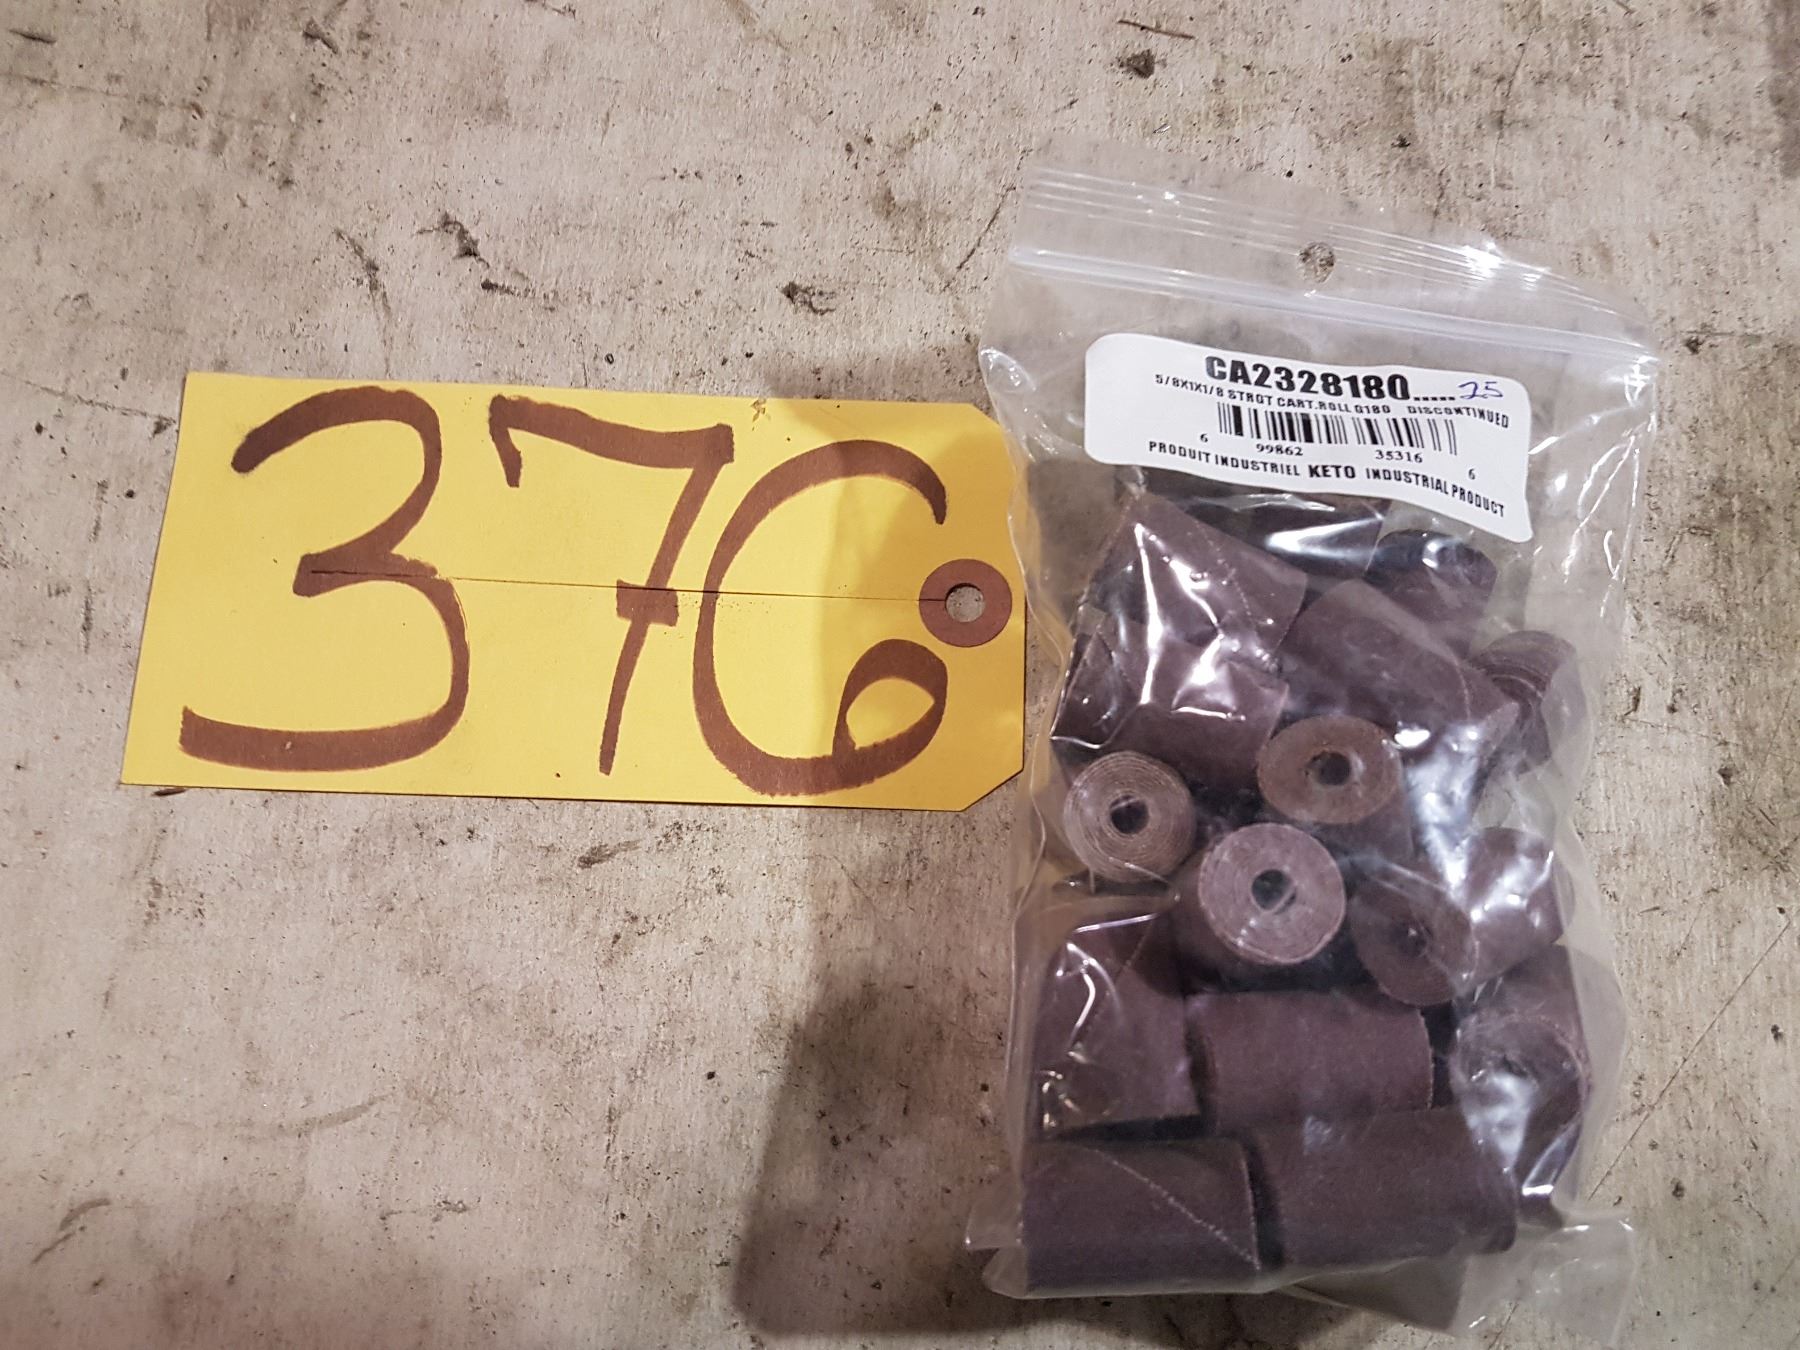 376
CA2328180..... 25
5/8X1X1/8 STRGT CART.ROLL G180 DISCONTINUED
6 99862 35316 6
PRODUIT INDUSTRIEL KETO INDUSTRIAL PRODUCT